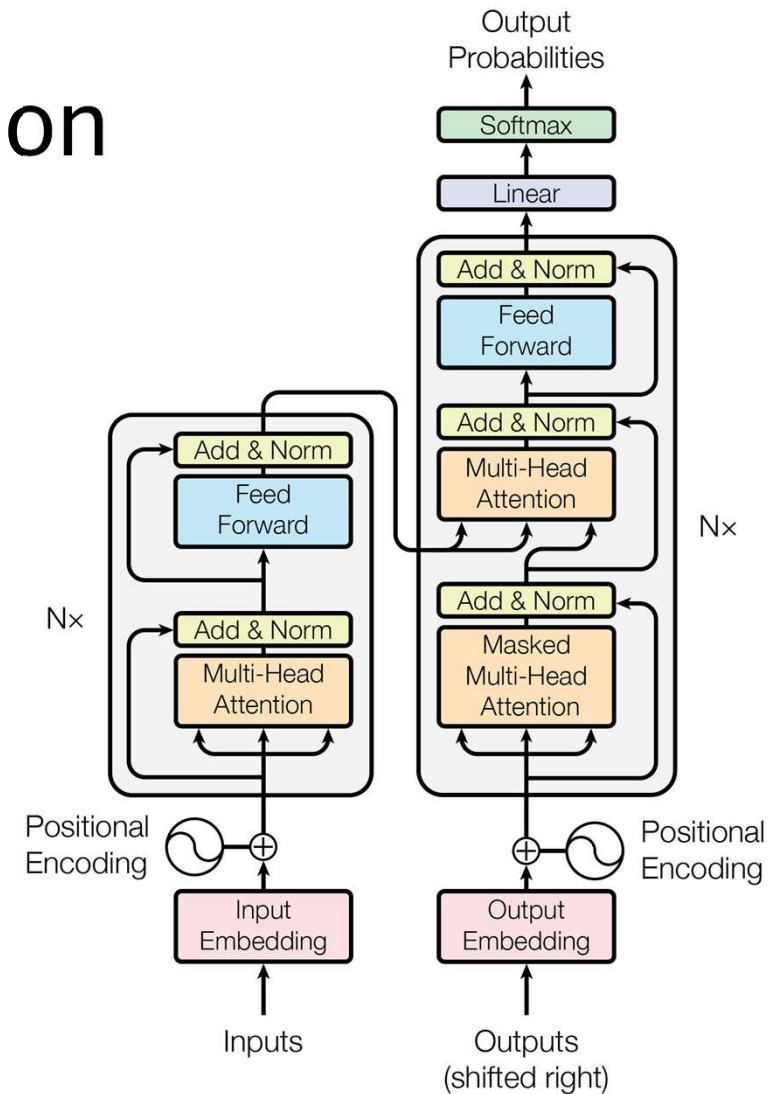 on
Output
Probabilities
Softmax
Linear
Add & Norm
Feed
Forward
Add & Norm
Multi-Head
Attention
Nx
Add & Norm
Masked
Multi-Head
Attention
Add & Norm
Feed
Forward
Nx
Add & Norm
Multi-Head
Attention
Positional
Encoding
Positional
Encoding
Input
Embedding
Output
Embedding
Inputs
Outputs
(shifted right)